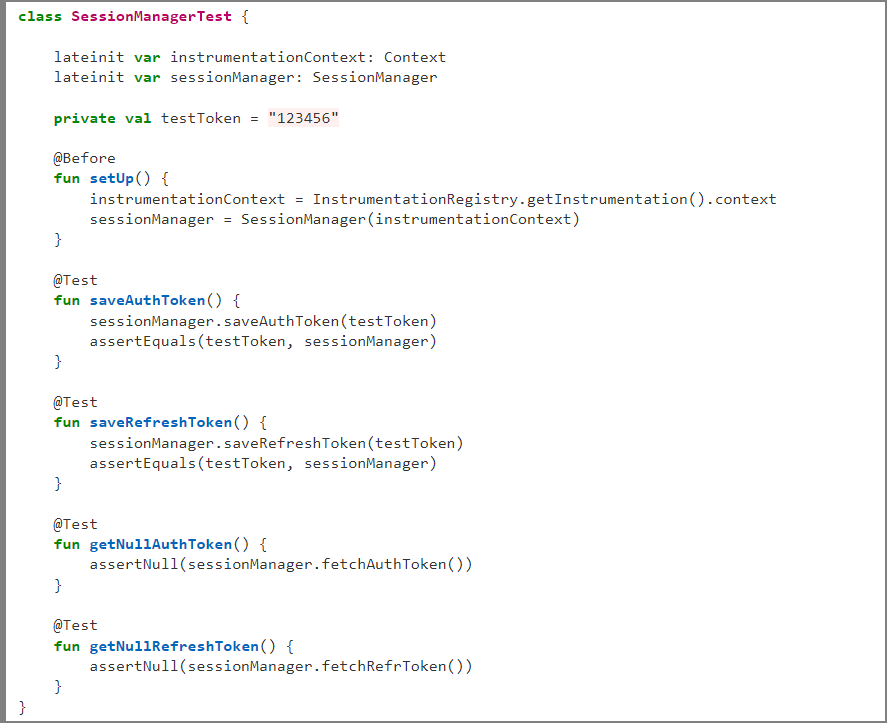 class SessionManagerTest {
lateinit var instrumentationContext: Context
lateinit var sessionManager: SessionManager
private val testToken = "123456"
@Before
fun setUp() {
instrumentationContext = InstrumentationRegistry.getInstrumentation().context
sessionManager = SessionManager(instrumentationContext)
}
@Test
fun saveAuthToken() {
sessionManager.saveAuthToken(testToken)
assertEquals(testToken, sessionManager)
}
@Test
fun saveRefreshToken() {
sessionManager.saveRefreshToken(testToken)
assertEquals(testToken, sessionManager)
}
@Test
fun getNullAuthToken() {
assertNull(sessionManager.fetchAuthToken())
}
@Test
fun getNullRefreshToken() {
assertNull(sessionManager.fetchRefrToken())
}
}